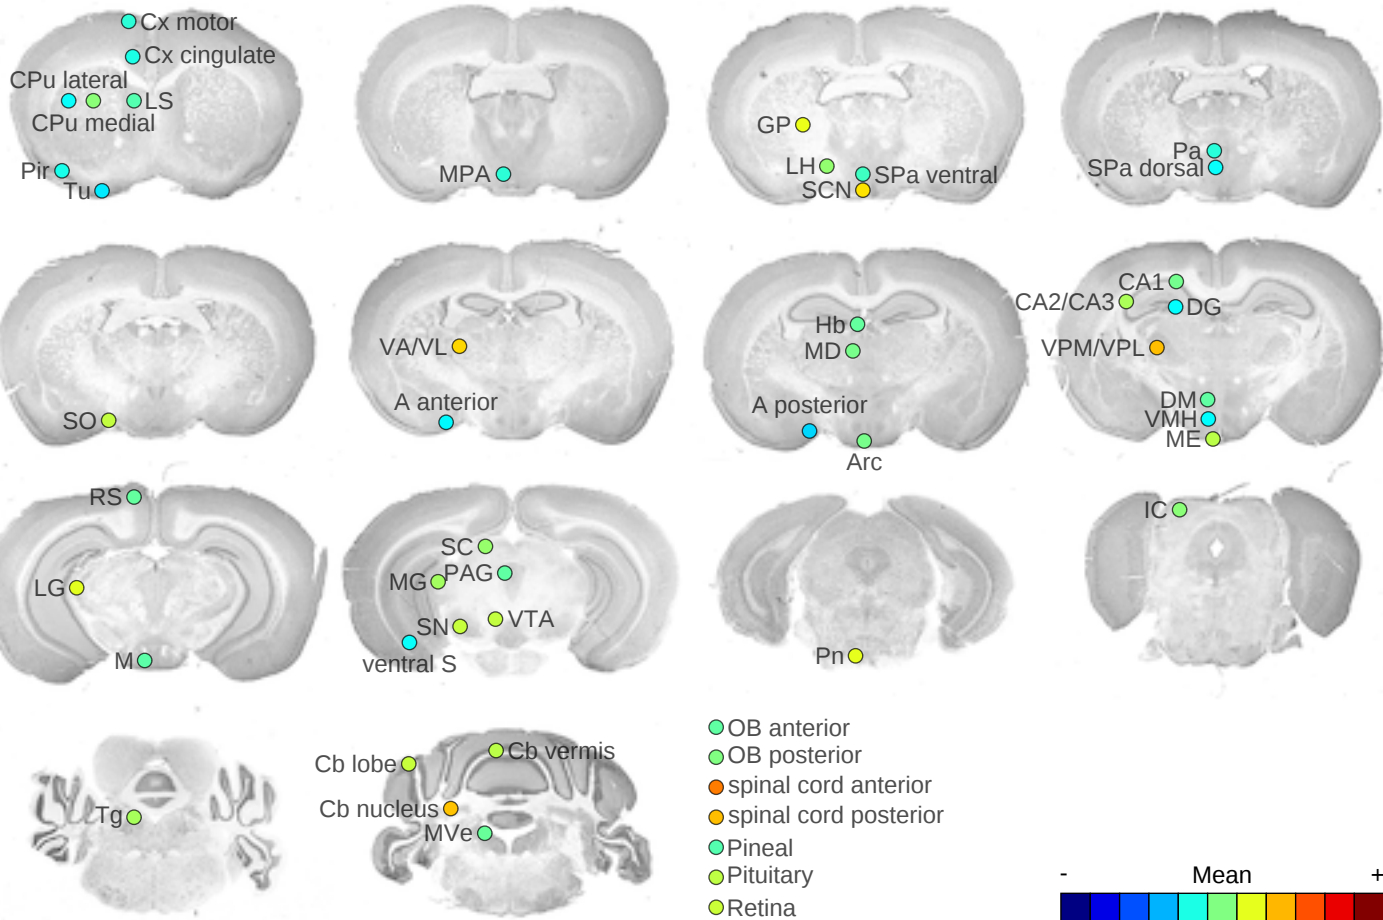 Cx motor
Cx cingulate
CPu lateral
LS
CPu medial
Pir
Tu
MPA
GP
LH
SPa ventral
SCN
Pa
SPa dorsal
SO
VA/VL
A anterior
Hb
MD
A posterior
Arc
CA1
CA2/CA3
DG
VPM/VPL
DM
VMH
ME
RS
LG
M
SC
MG
PAG
SN
VTA
ventral S
Pn
IC
Tg
Cb lobe
Cb vermis
Cb nucleus
MVe
OB anterior
OB posterior
spinal cord anterior
spinal cord posterior
Pineal
Pituitary
Retina
- Mean +